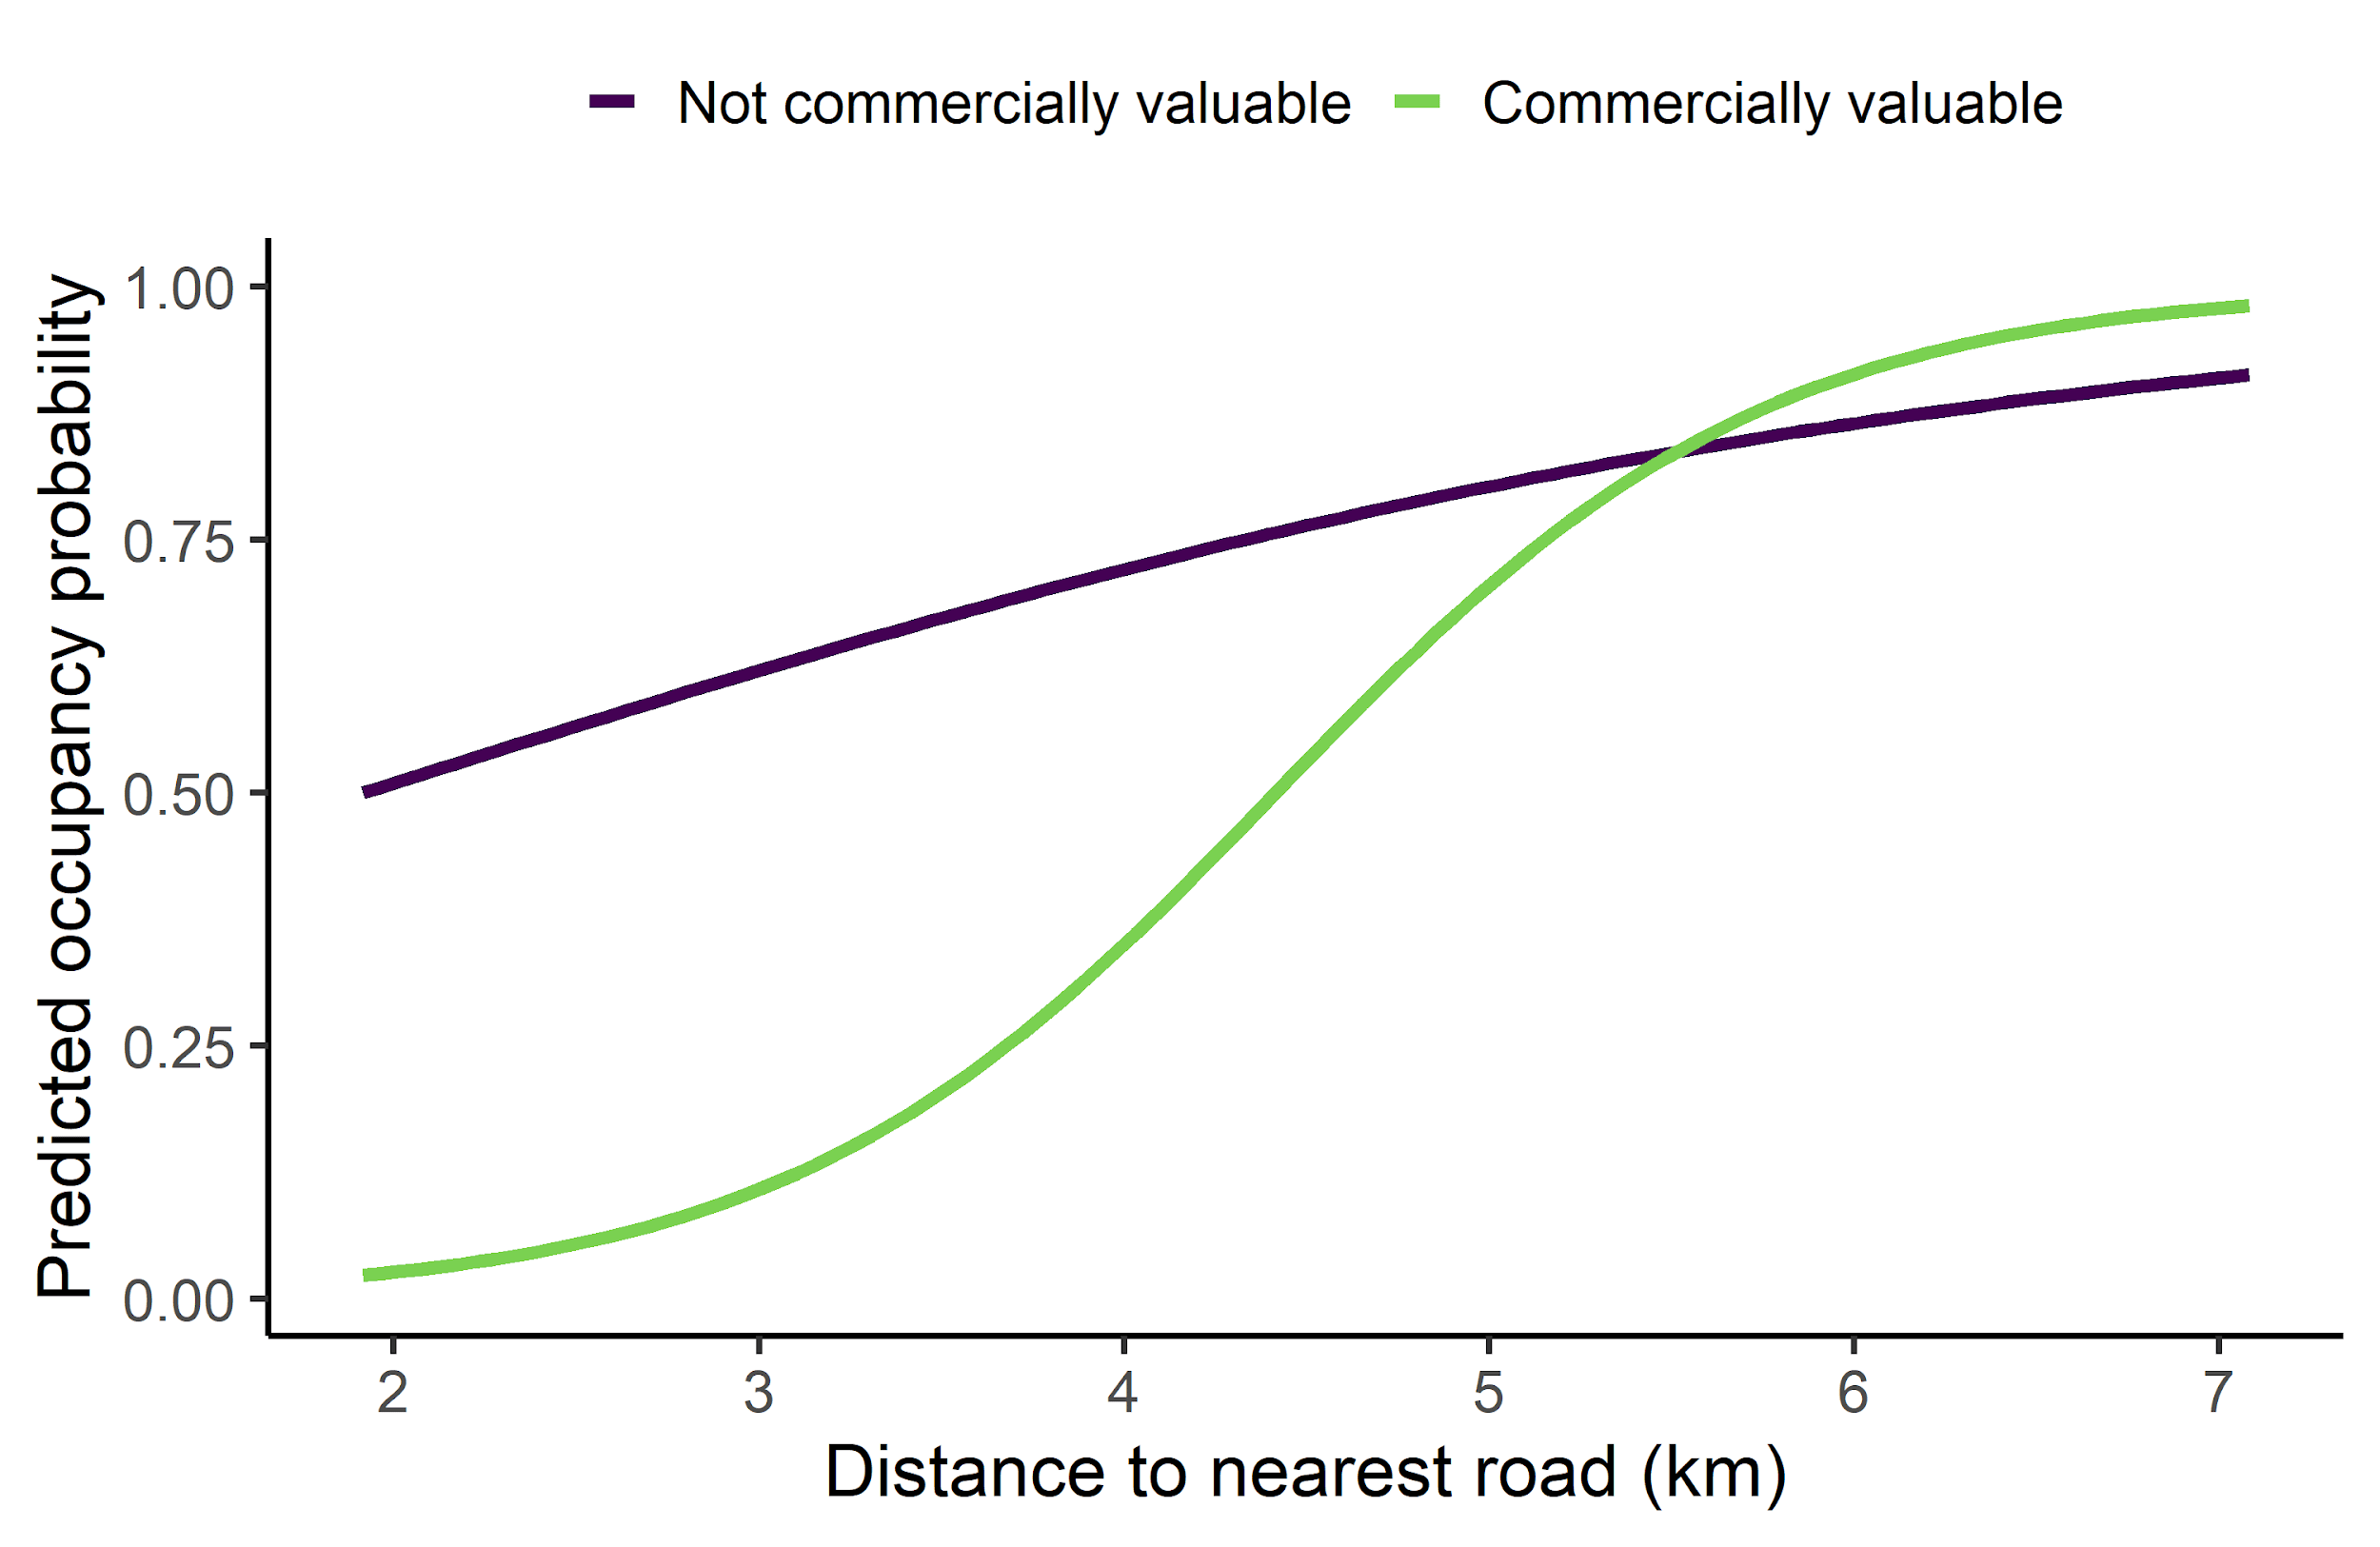 Not commercially valuable Commercially valuable
Predicted occupancy probability
1.00
0.75
0.50
0.25
0.00
2 3 4 5 6 7
Distance to nearest road (km)